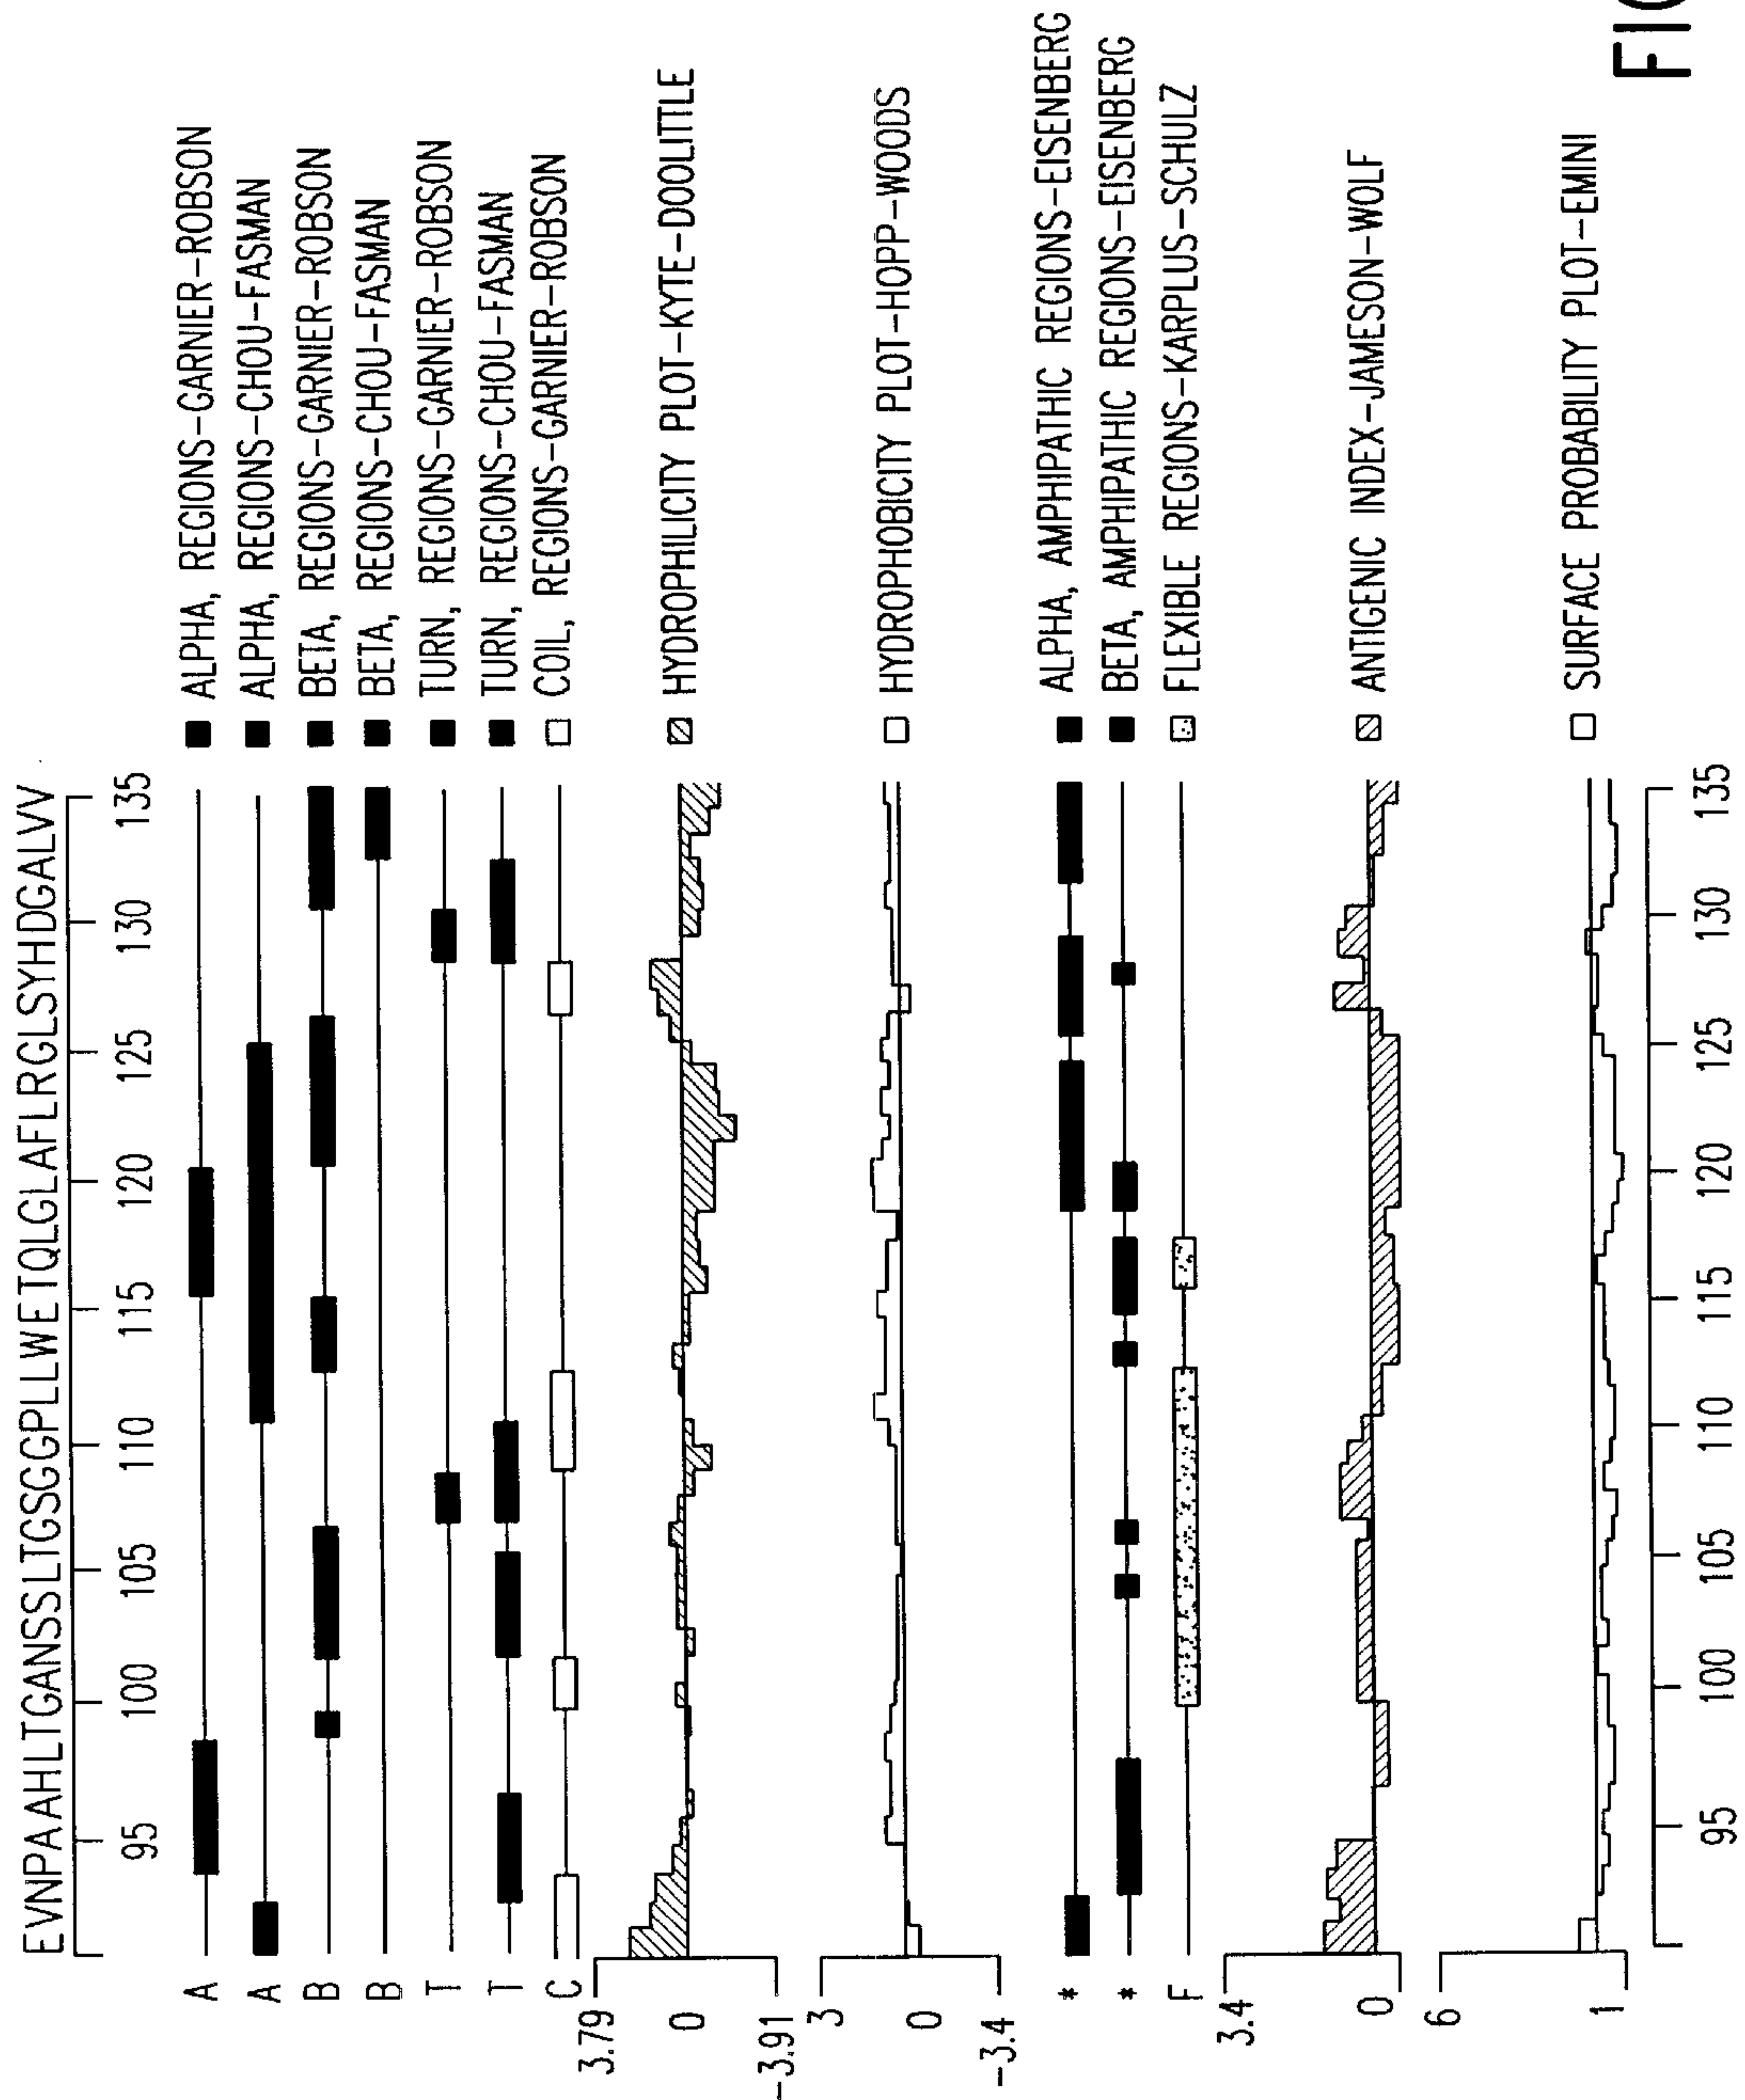 EVNPAAHLTGANSSLTGSGGPLLWETQLGLAFLRGLSYHDGALVV
95 100 105 110 115 120 125 130 135
A ALPHA, REGIONS-GARNIER-ROBSON
A ALPHA, REGIONS-CHOU-FASMAN
B BETA, REGIONS-GARNIER-ROBSON
B BETA, REGIONS-CHOU-FASMAN
T TURN, REGIONS-GARNIER-ROBSON
T TURN, REGIONS-CHOU-FASMAN
C COIL, REGIONS-GARNIER-ROBSON
3.79
0 HYDROPHILICITY PLOT-KYTE-DOOLITTLE
-3.91
3
0 HYDROPHOBICITY PLOT-HOPP-WOODS
-3.4
* ALPHA, AMPHIPATHIC REGIONS-EISENBERG
* BETA, AMPHIPATHIC REGIONS-EISENBERG
F FLEXIBLE REGIONS-KARPLUS-SCHULZ
3.4
0 ANTIGENIC INDEX-JAMESON-WOLF
6
1 SURFACE PROBABILITY PLOT-EMINI
95 100 105 110 115 120 125 130 135